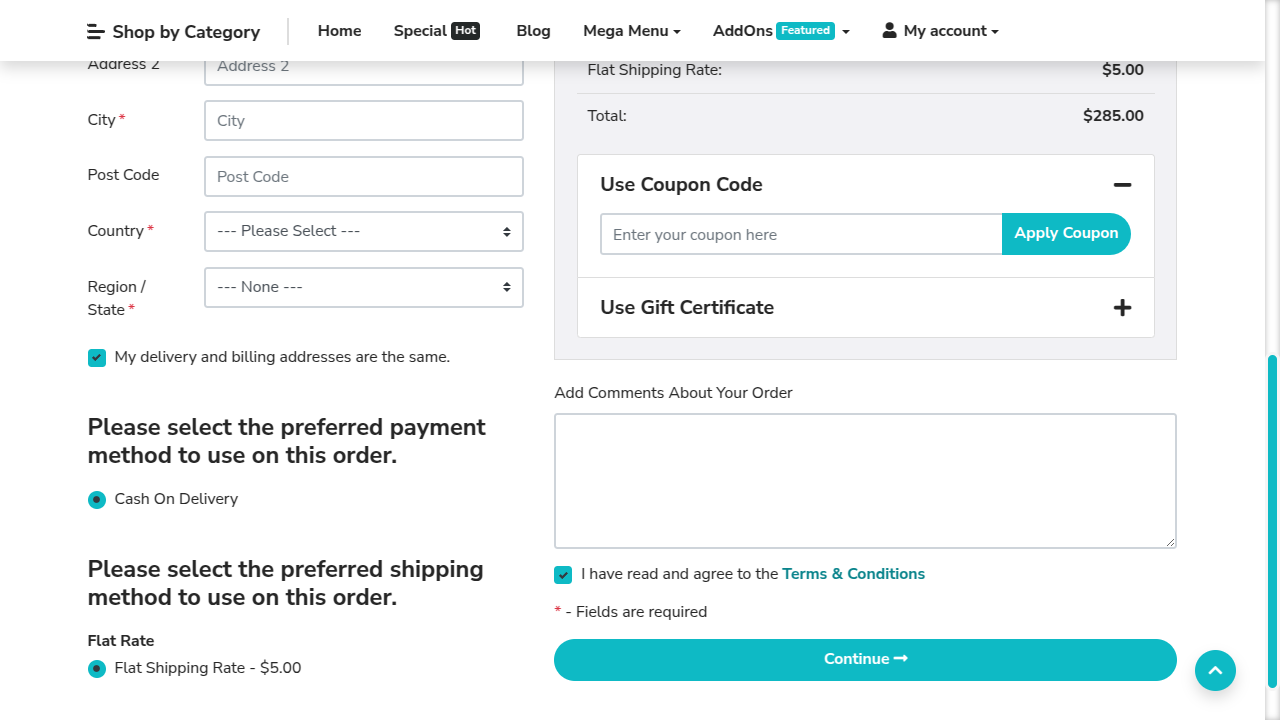 Shop by Category
Home
Special Hot
Blog
Mega Menu
AddOns Featured
My account
Address 2
Address 2
City *
City
Post Code
Post Code
Country *
--- Please Select ---
Region /
State *
--- None ---
My delivery and billing addresses are the same.
Please select the preferred payment
method to use on this order.
Cash On Delivery
Please select the preferred shipping
method to use on this order.
Flat Rate
Flat Shipping Rate - $5.00
Flat Shipping Rate: $5.00
Total: $285.00
Use Coupon Code
Enter your coupon here
Apply Coupon
Use Gift Certificate
Add Comments About Your Order
I have read and agree to the Terms & Conditions
* - Fields are required
Continue